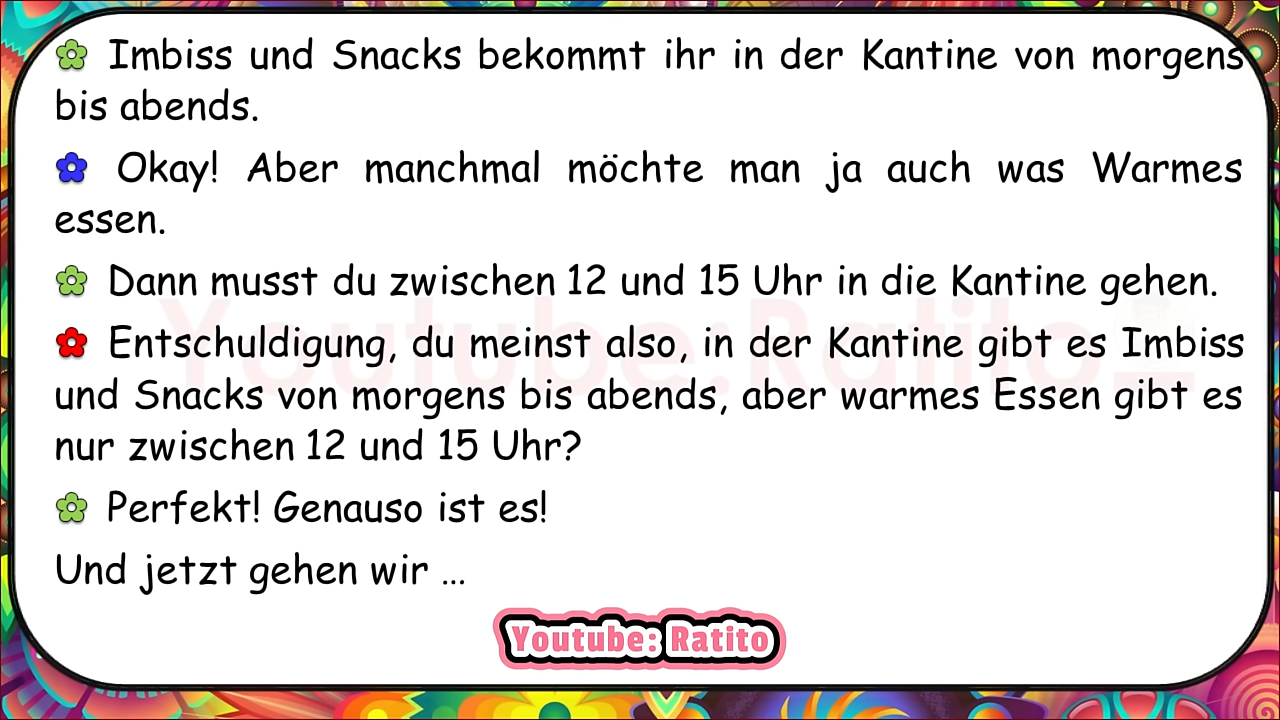 Imbiss und Snacks bekommt ihr in der Kantine von morgens
bis abends.
Okay! Aber manchmal möchte man ja auch was Warmes
essen.
Dann musst du zwischen 12 und 15 Uhr in die Kantine gehen.
Entschuldigung, du meinst also, in der Kantine gibt es Imbiss
und Snacks von morgens bis abends, aber warmes Essen gibt es
nur zwischen 12 und 15 Uhr?
Perfekt! Genauso ist es!
Und jetzt gehen wir ...
Youtube: Ratito
Youtube:Ratito